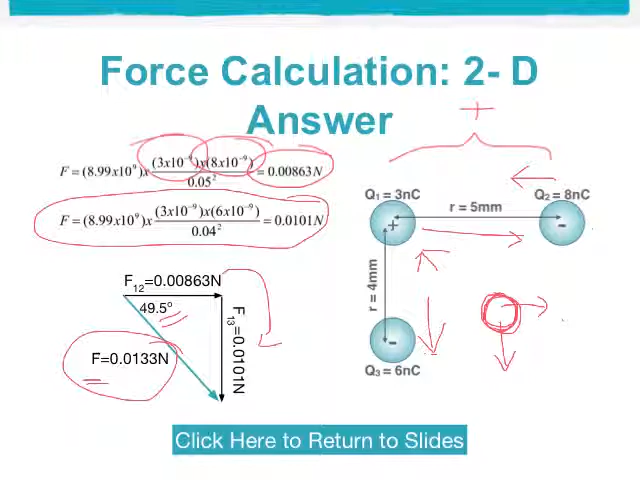 Force Calculation: 2- D
Answer
F = (8.99x10⁹)x (3x10⁻⁹)x(8x10⁻⁹) / 0.05² = 0.00863N
F = (8.99x10⁹)x (3x10⁻⁹)x(6x10⁻⁹) / 0.04² = 0.0101N
F₁₂=0.00863N
49.5º
F₁₃=0.0101N
F=0.0133N
+
Q₁ = 3nC
Q₂ = 8nC
r = 5mm
+
-
r = 4mm
-
Q₃ = 6nC
Click Here to Return to Slides